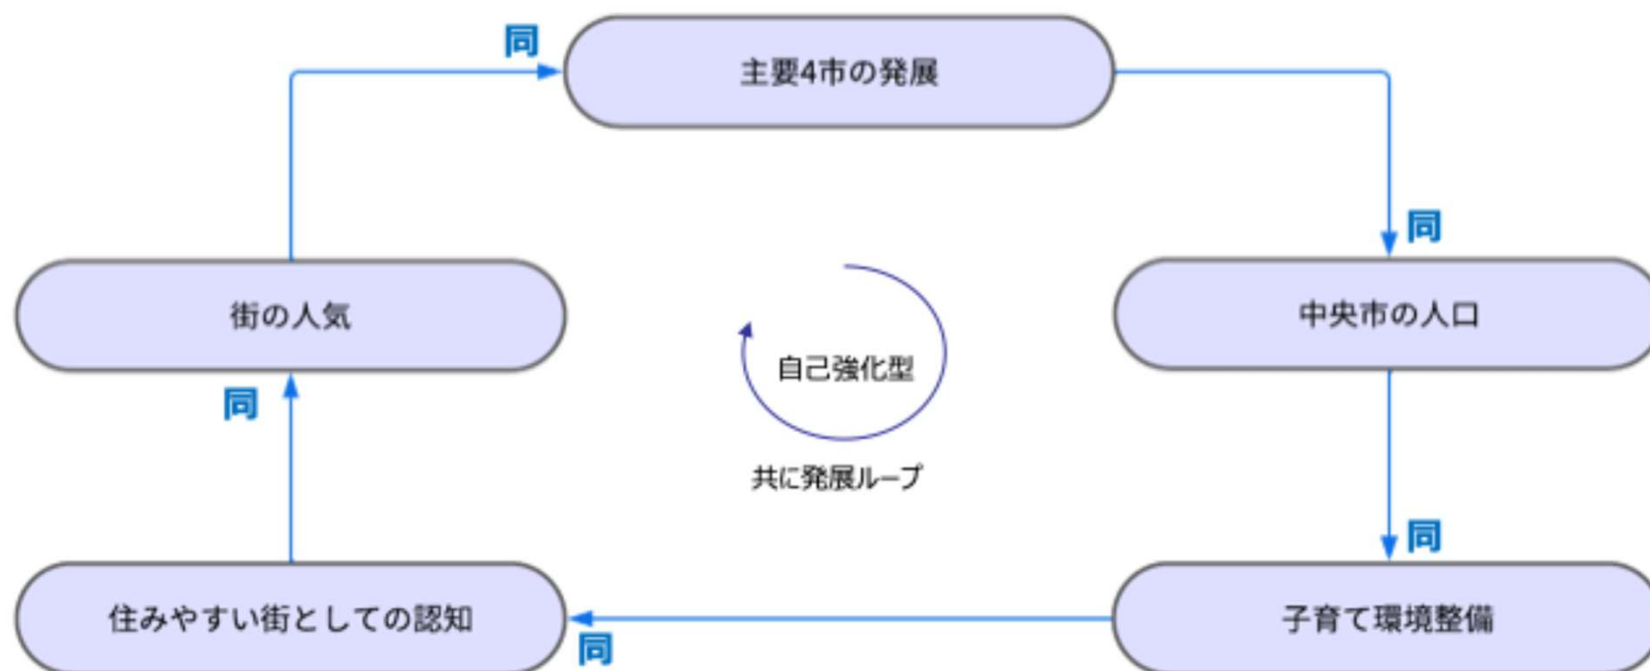 同
主要4市の発展
同
街の人気
中央市の人口
自己強化型
同
共に発展ループ
同
住みやすい街としての認知
子育て環境整備
同